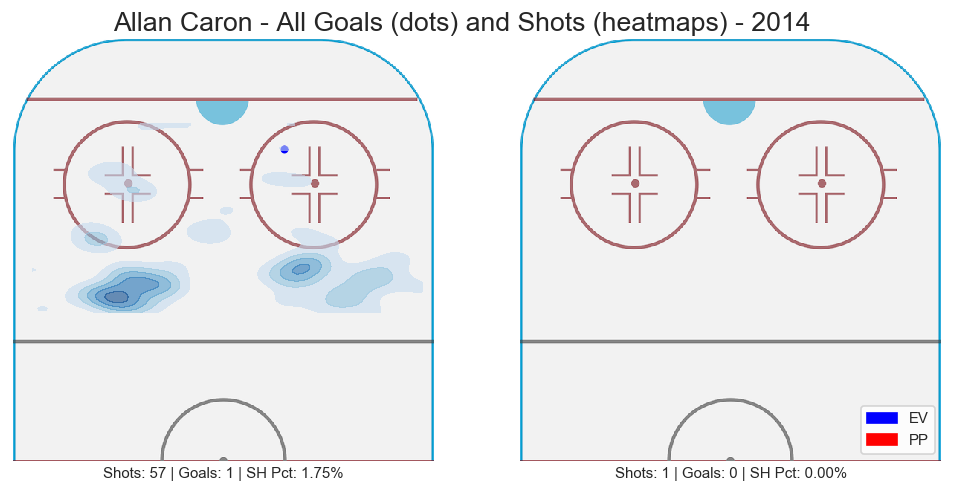 Allan Caron - All Goals (dots) and Shots (heatmaps) - 2014
EV
PP
Shots: 57 | Goals: 1 | SH Pct: 1.75%
Shots: 1 | Goals: 0 | SH Pct: 0.00%